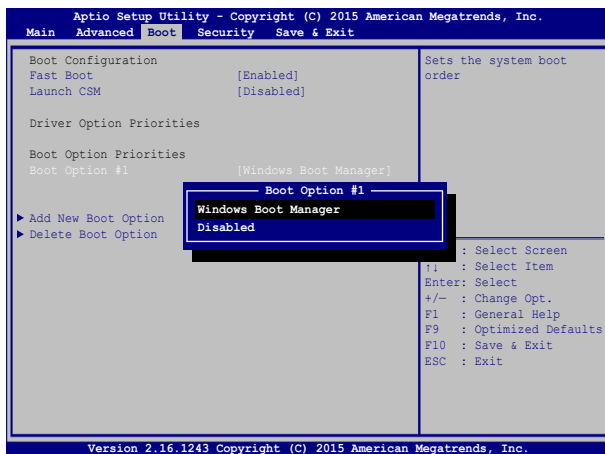 Aptio Setup Utility - Copyright (C) 2015 American Megatrends, Inc.
Main Advanced Boot Security Save & Exit
Boot Configuration
Fast Boot [Enabled]
Launch CSM [Disabled]
Driver Option Priorities
Boot Option Priorities
Boot Option #1 [Windows Boot Manager]
Boot Option #1
Windows Boot Manager
Disabled
Add New Boot Option
Delete Boot Option
Sets the system boot
order
: Select Screen
↑↓ : Select Item
Enter: Select
+/— : Change Opt.
F1 : General Help
F9 : Optimized Defaults
F10 : Save & Exit
ESC : Exit
Version 2.16.1243 Copyright (C) 2015 American Megatrends, Inc.